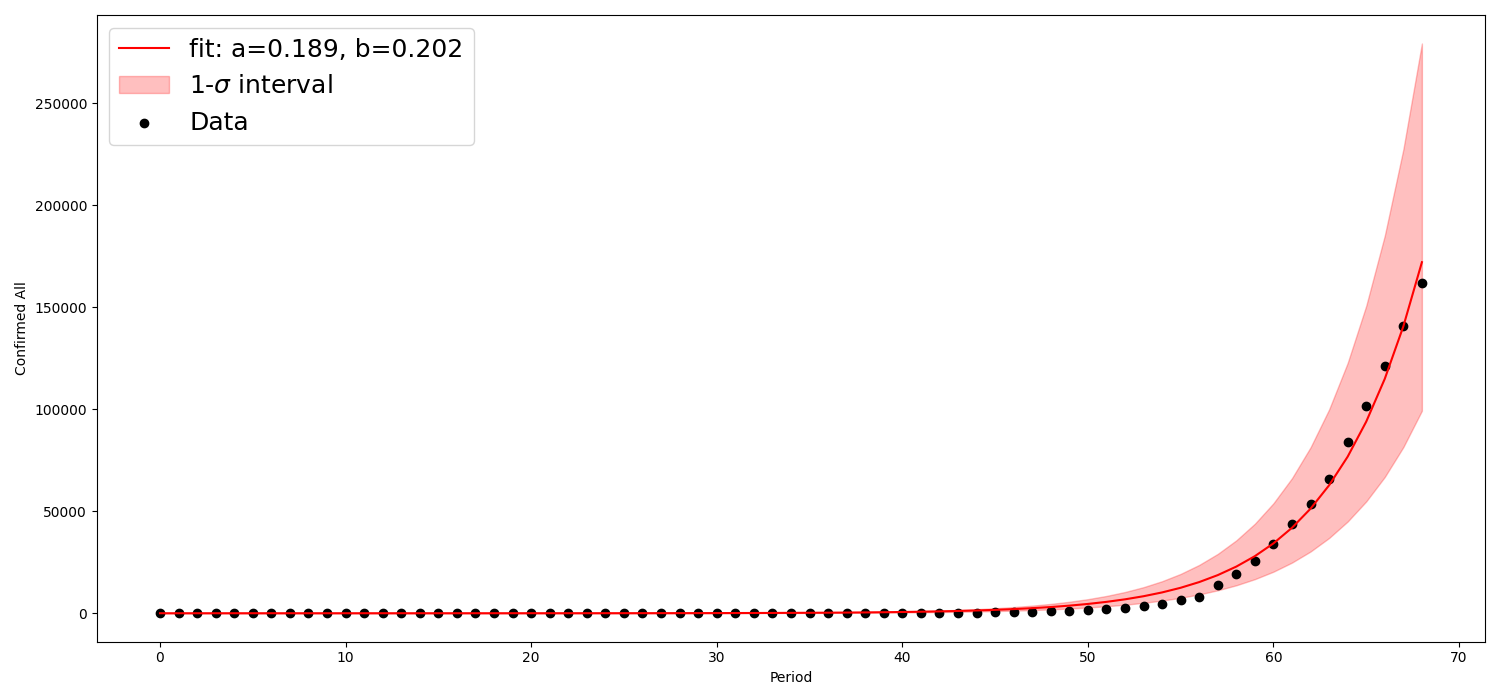 fit: a=0.189, b=0.202
1-σ interval
Data
250000
200000
150000
100000
50000
0
Confirmed All
0 10 20 30 40 50 60 70
Period